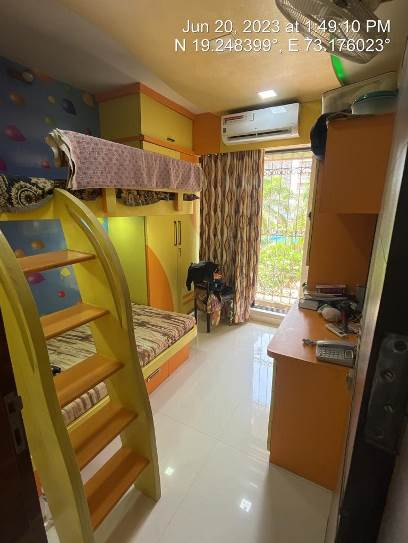 Jun 20, 2023 at 1:49:10 PM
N 19.248399°, E 73.176023°